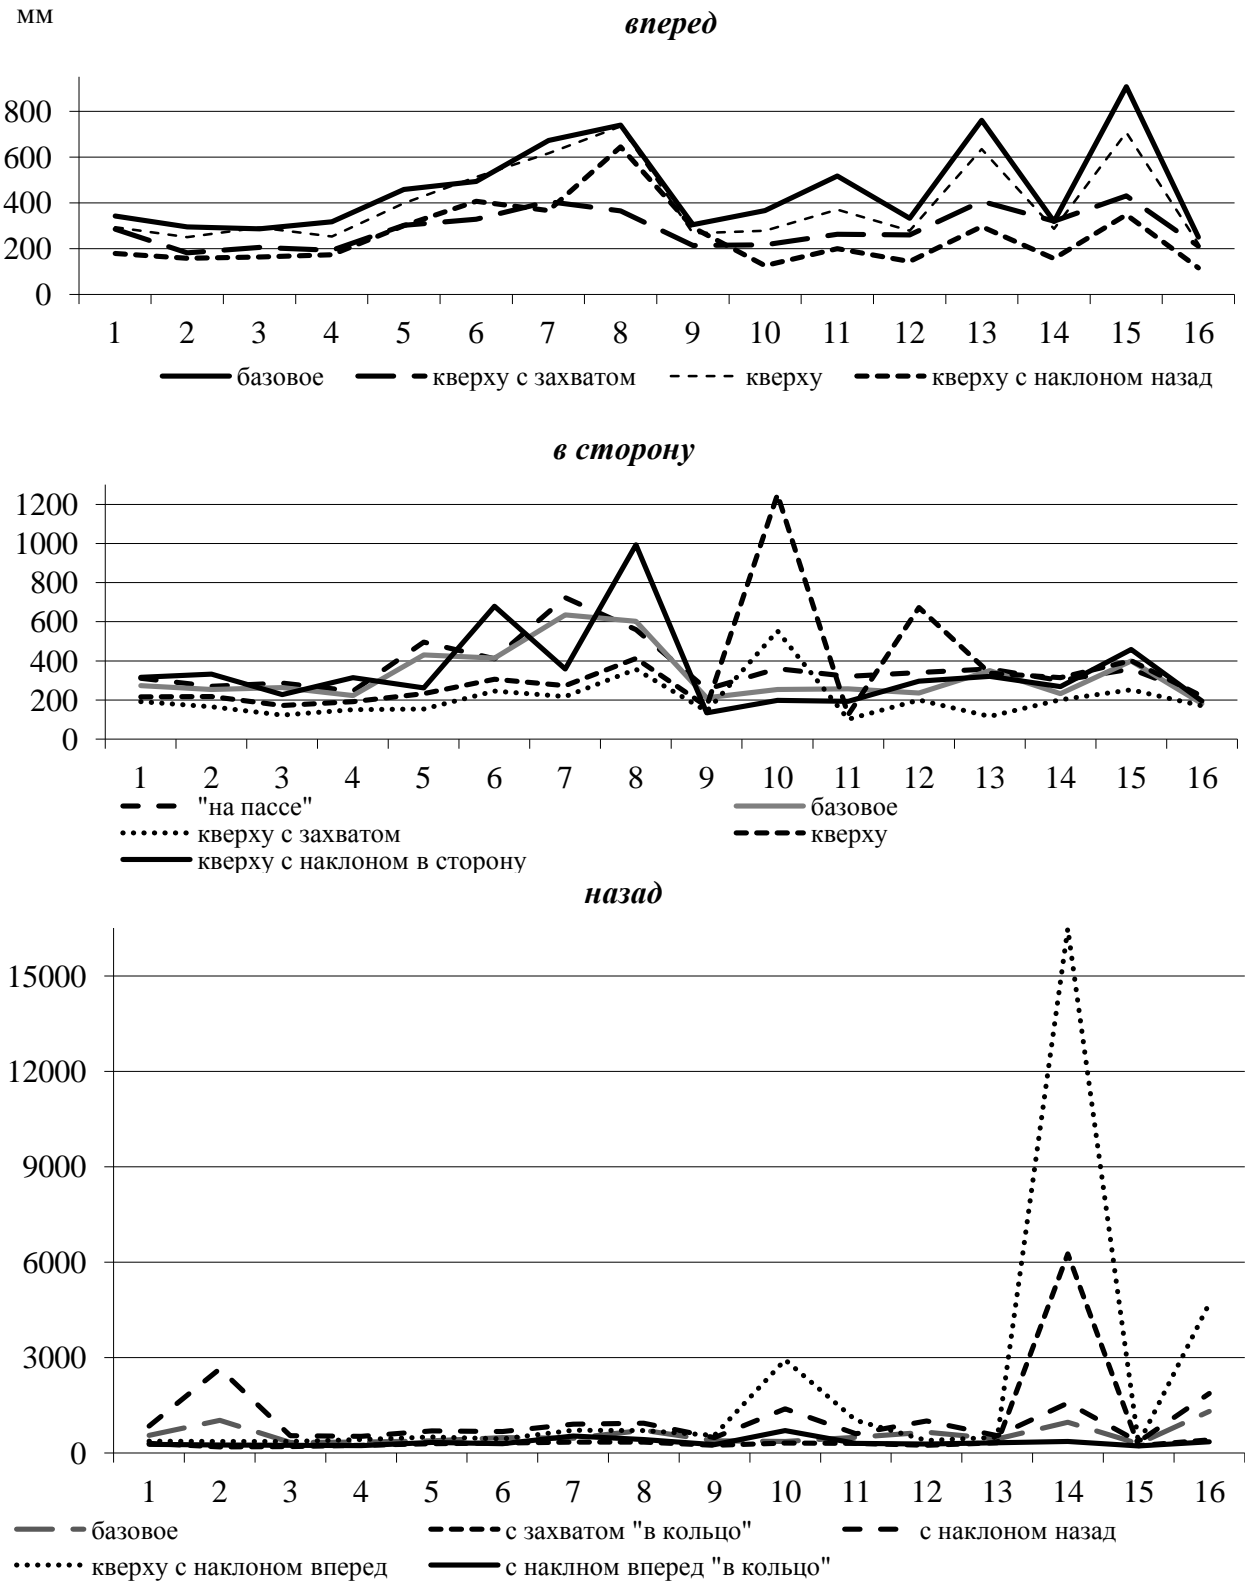 мм
вперед
800
600
400
200
0
1 2 3 4 5 6 7 8 9 10 11 12 13 14 15 16
базовое кверху с захватом кверху кверху с наклоном назад
в сторону
1200
1000
800
600
400
200
0
1 2 3 4 5 6 7 8 9 10 11 12 13 14 15 16
"на пассе" базовое
кверху с захватом кверху
кверху с наклоном в сторону
назад
15000
12000
9000
6000
3000
0
1 2 3 4 5 6 7 8 9 10 11 12 13 14 15 16
базовое с захватом "в кольцо" с наклоном назад
кверху с наклоном вперед с наклном вперед "в кольцо"